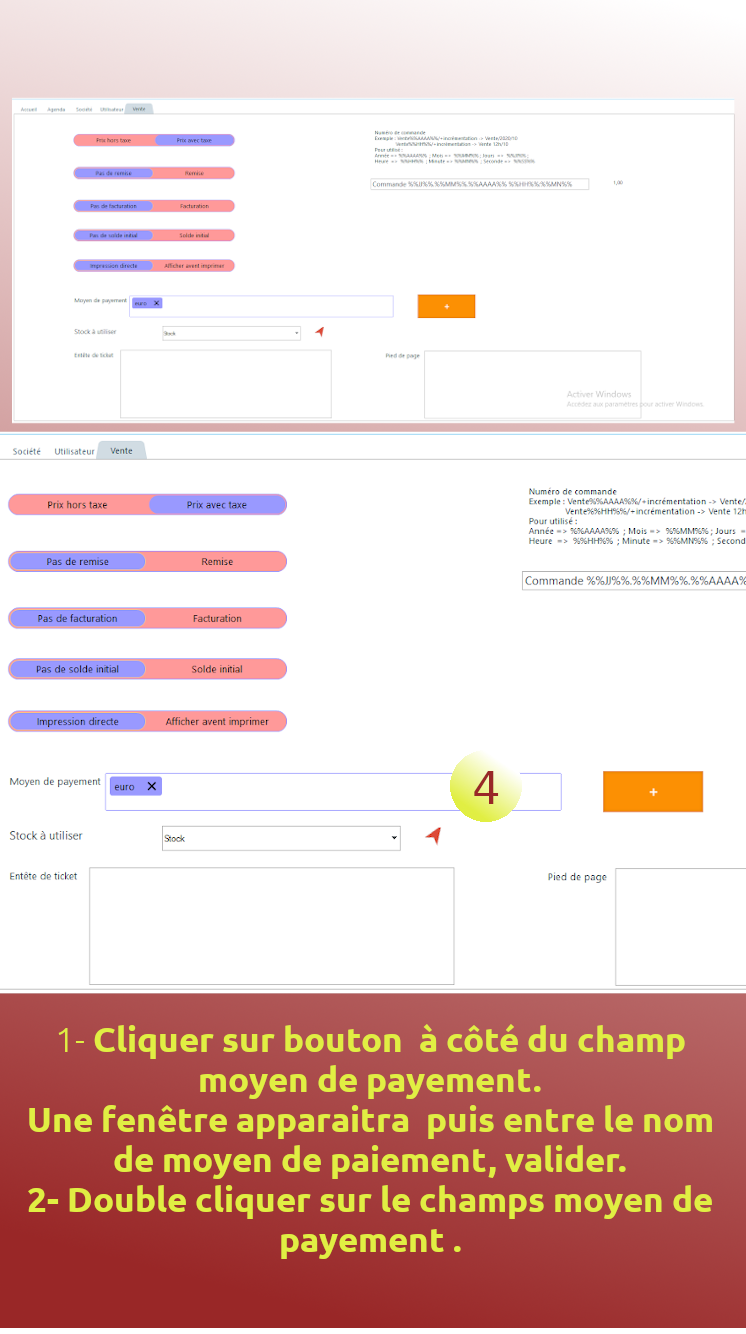 Accueil Agenda Société Utilisateur Vente
Prix hors taxe Prix avec taxe
Numéro de commande
Exemple : Vente%%AAAA%%/+incrémentation -> Vente/2020/10
Vente%%HH%%/+incrémentation -> Vente 12h/10
Pour utilisé :
Année => %%AAAA%% ; Mois => %%MM%% ; Jours => %%JJ%% ;
Heure => %%HH%% ; Minute => %%MN%% ; Seconde => %%SS%%
Pas de remise Remise
Commande %%JJ%%.%%MM%%.%%AAAA%% %%HH%%:%%MN%% 1,00
Pas de facturation Facturation
Pas de solde initial Solde initial
Impression directe Afficher avent imprimer
Moyen de payement euro X +
Stock à utiliser Stock
Entête de ticket Pied de page
Activer Windows
Accédez aux paramètres pour activer Windows.
Société Utilisateur Vente
Numéro de commande
Prix hors taxe Prix avec taxe
Exemple : Vente%%AAAA%%/+incrémentation -> Vente/
Vente%%HH%%/+incrémentation -> Vente 12h
Pour utilisé :
Année => %%AAAA%% ; Mois => %%MM%% ; Jours =
Heure => %%HH%% ; Minute => %%MN%% ; Second
Pas de remise Remise
Commande %%JJ%%.%%MM%%.%%AAAA%
Pas de facturation Facturation
Pas de solde initial Solde initial
Impression directe Afficher avent imprimer
Moyen de payement euro X 4 +
Stock à utiliser Stock
Entête de ticket Pied de page
1- Cliquer sur bouton à côté du champ
moyen de payement.
Une fenêtre apparaitra puis entre le nom
de moyen de paiement, valider.
2- Double cliquer sur le champs moyen de
payement .